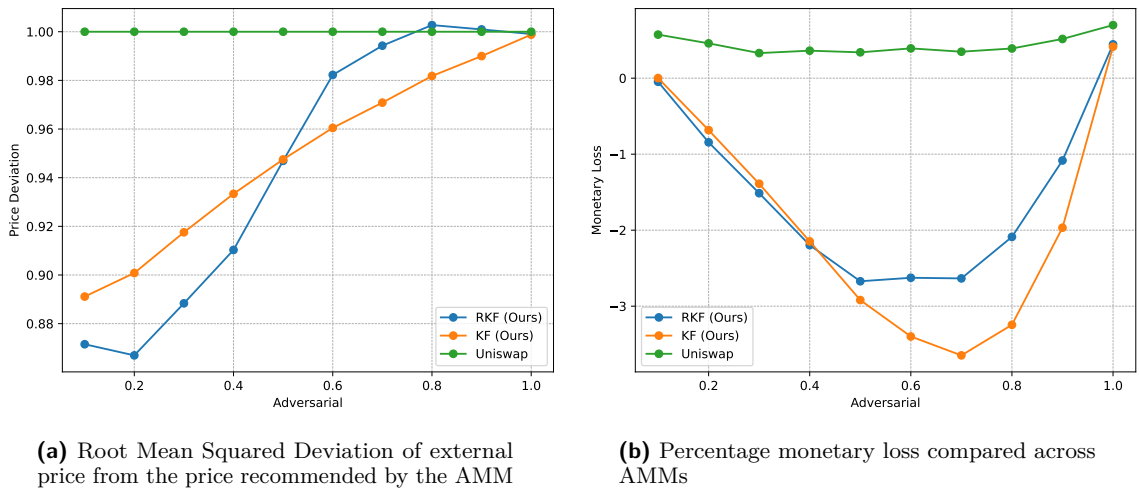 1.00
0.98
0.96
0.94
0.92
0.90
0.88
Price Deviation
RKF (Ours)
KF (Ours)
Uniswap
0.2
0.4
0.6
0.8
1.0
Adversarial
(a) Root Mean Squared Deviation of external
price from the price recommended by the AMM
0
−1
−2
−3
Monetary Loss
RKF (Ours)
KF (Ours)
Uniswap
0.2
0.4
0.6
0.8
1.0
Adversarial
(b) Percentage monetary loss compared across
AMMs